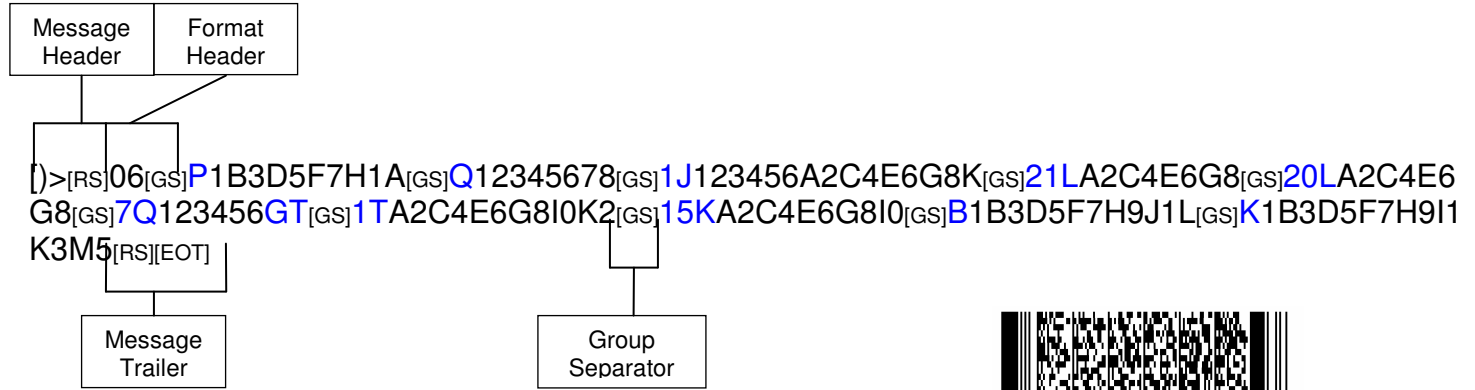 Message
Header
Format
Header
[)>[RS]06[GS]P1B3D5F7H1A[GS]Q12345678[GS]1J123456A2C4E6G8K[GS]21LA2C4E6G8[GS]20LA2C4E6
G8[GS]7Q123456GT[GS]1TA2C4E6G8I0K2[GS]15KA2C4E6G8I0[GS]B1B3D5F7H9J1L[GS]K1B3D5F7H9I1
K3M5[RS][EOT]
Message
Trailer
Group
Separator